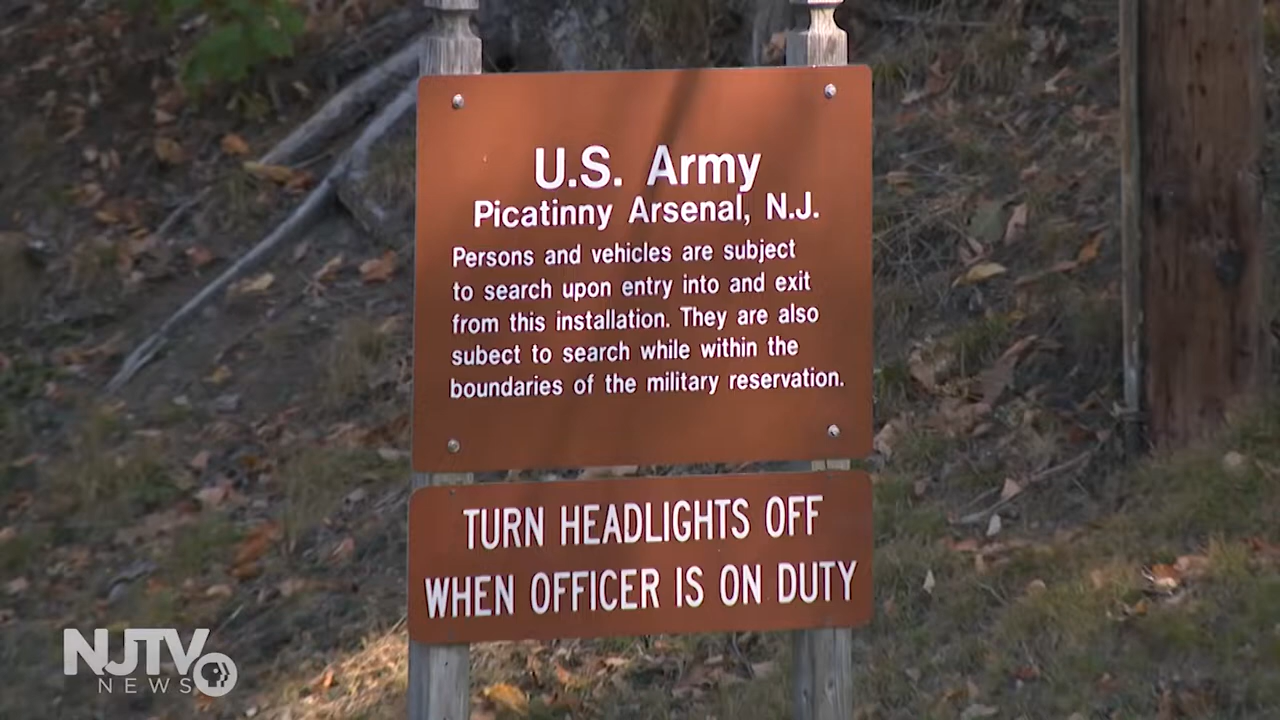 U.S. Army
Picatinny Arsenal, N.J.
Persons and vehicles are subject
to search upon entry into and exit
from this installation. They are also
subect to search while within the
boundaries of the military reservation.
TURN HEADLIGHTS OFF
WHEN OFFICER IS ON DUTY
NJTV
NEWS